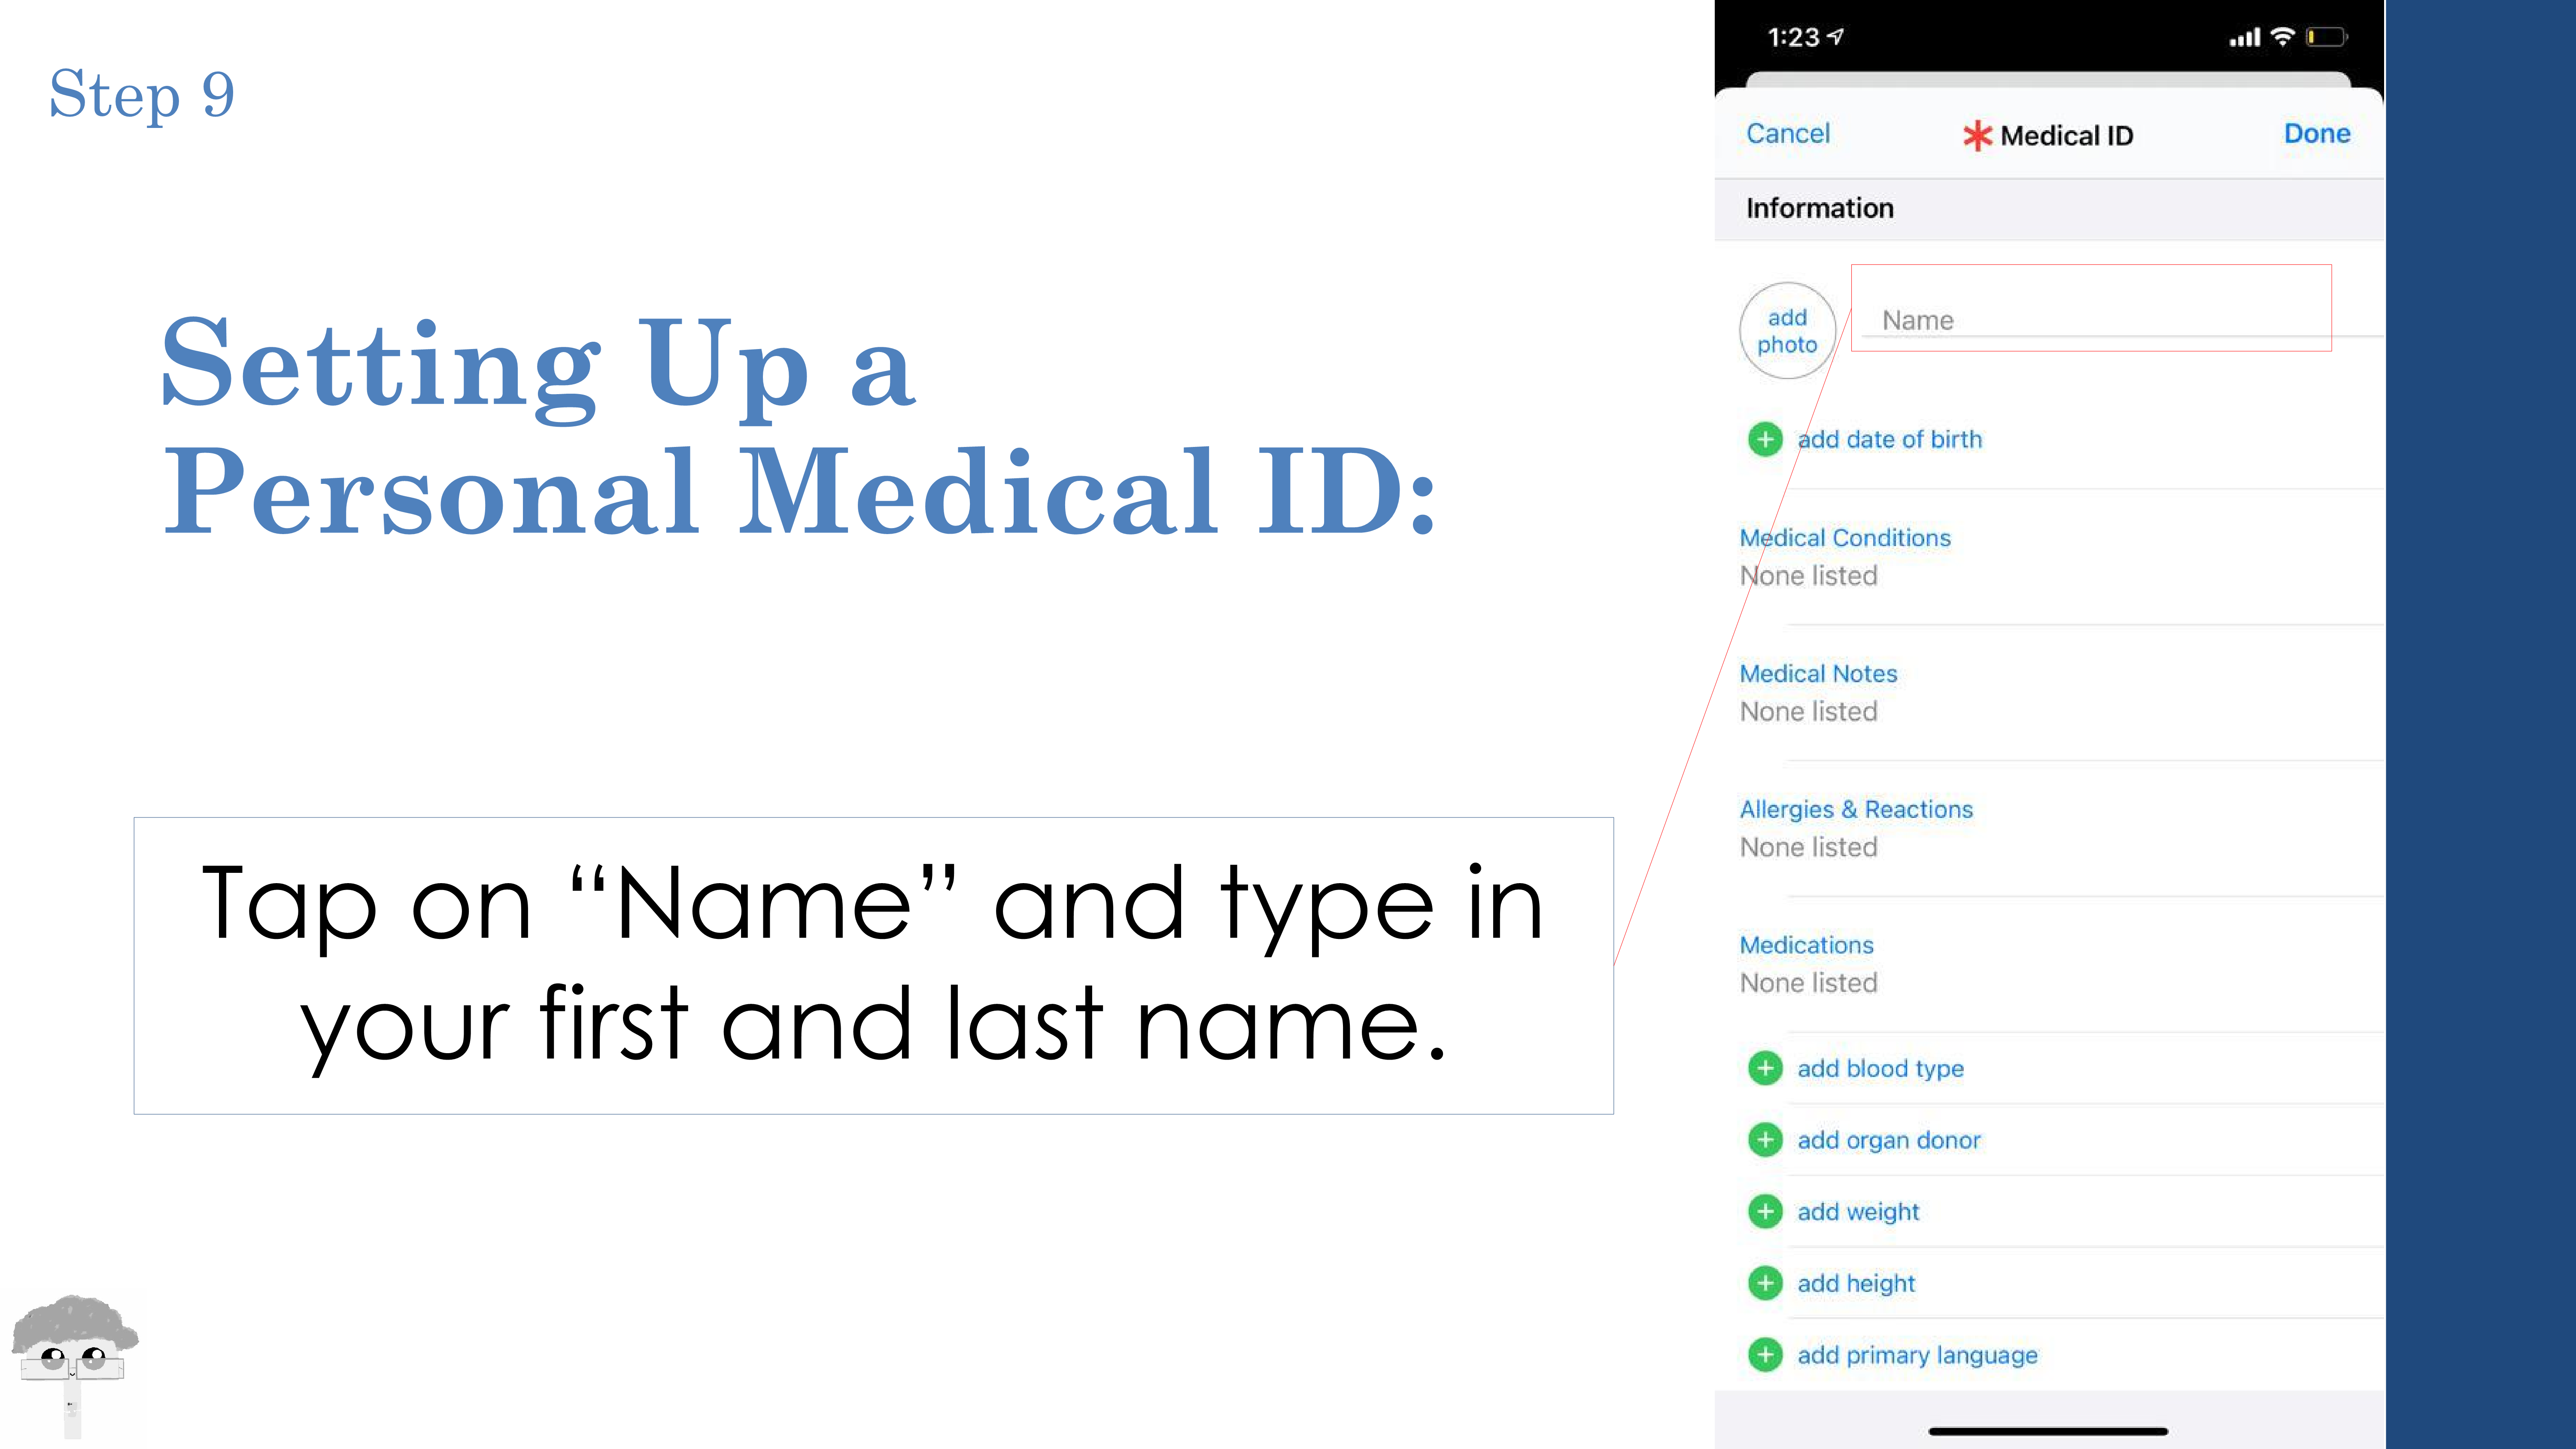 Step 9
Setting Up a
Personal Medical ID:
Tap on “Name” and type in
your first and last name.
1:23
Cancel
Medical ID
Done
Information
add
photo
Name
add date of birth
Medical Conditions
None listed
Medical Notes
None listed
Allergies & Reactions
None listed
Medications
None listed
add blood type
add organ donor
add weight
add height
add primary language